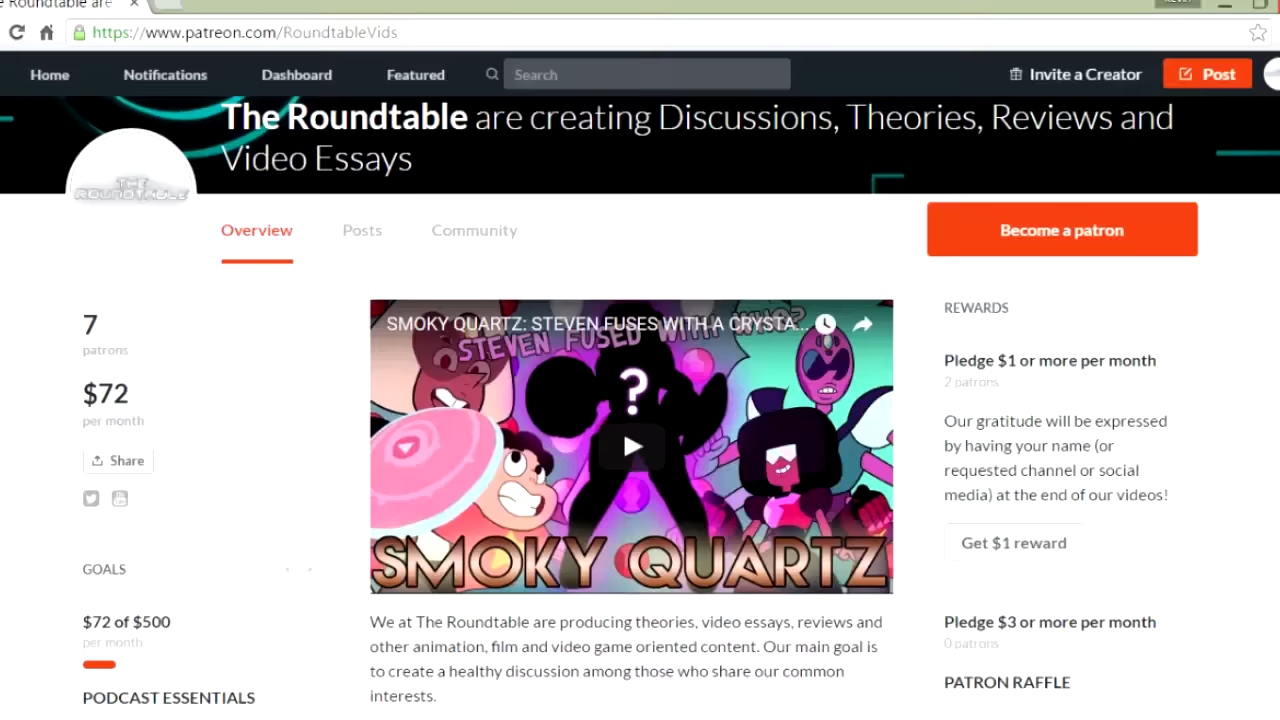 e Roundtable are
https://www.patreon.com/RoundtableVids
Home Notifications Dashboard Featured Search Invite a Creator Post
The Roundtable are creating Discussions, Theories, Reviews and
Video Essays
THE
ROUNDTABLE
Overview Posts Community
Become a patron
7
patrons
$72
per month
Share
GOALS
$72 of $500
per month
PODCAST ESSENTIALS
SMOKY QUARTZ: STEVEN FUSES WITH A CRYSTA...
STEVEN FUSED WITH WHO?
?
SMOKY QUARTZ
We at The Roundtable are producing theories, video essays, reviews and
other animation, film and video game oriented content. Our main goal is
to create a healthy discussion among those who share our common
interests.
REWARDS
Pledge $1 or more per month
2 patrons
Our gratitude will be expressed
by having your name (or
requested channel or social
media) at the end of our videos!
Get $1 reward
Pledge $3 or more per month
0 patrons
PATRON RAFFLE